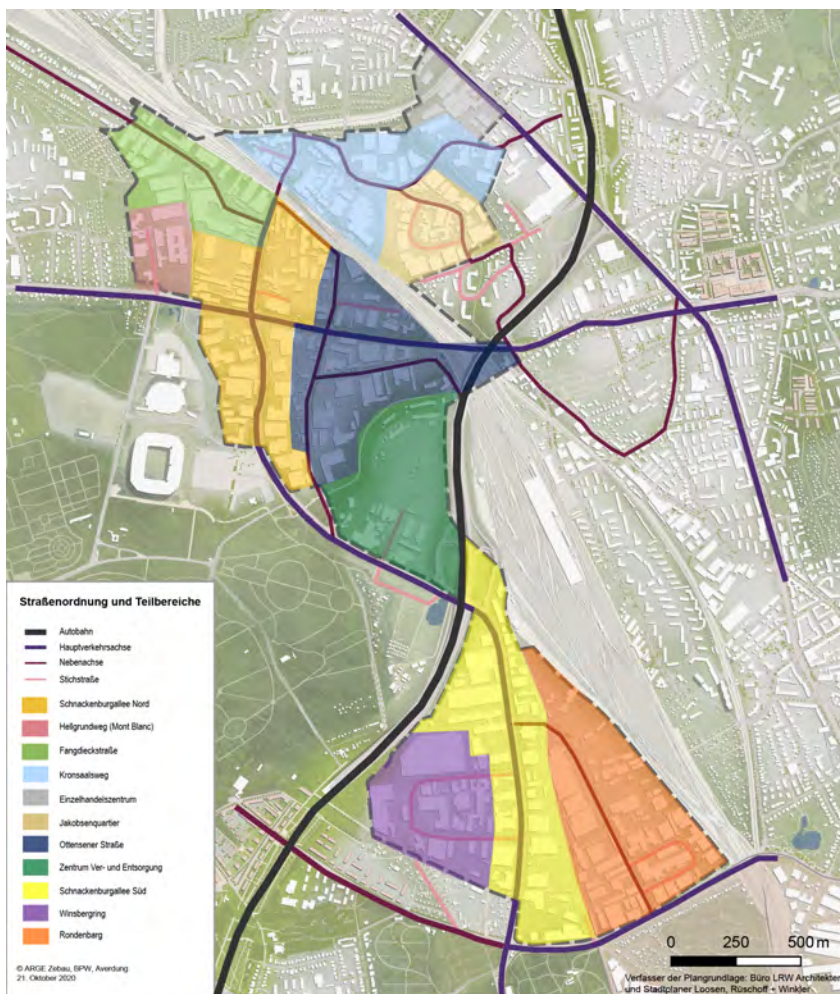 Straßenordnung und Teilbereiche
Autobahn
Hauptverkehrsachse
Nebenachse
Stichstraße
Schnackenburgallee Nord
Hellgrundweg (Mont Blanc)
Fangdieckstraße
Kronsaalsweg
Einzelhandelszentrum
Jakobsenquartier
Ottensener Straße
Zentrum Ver- und Entsorgung
Schnackenburgallee Süd
Winsbergring
Rondenbarg
© ARGE Zebau, BPW, Averdung
21. Oktober 2020
0 250 500 m
Verfasser der Plangrundlage: Büro LRW Architekten
und Stadtplaner Loosen, Rüschoff + Winkler